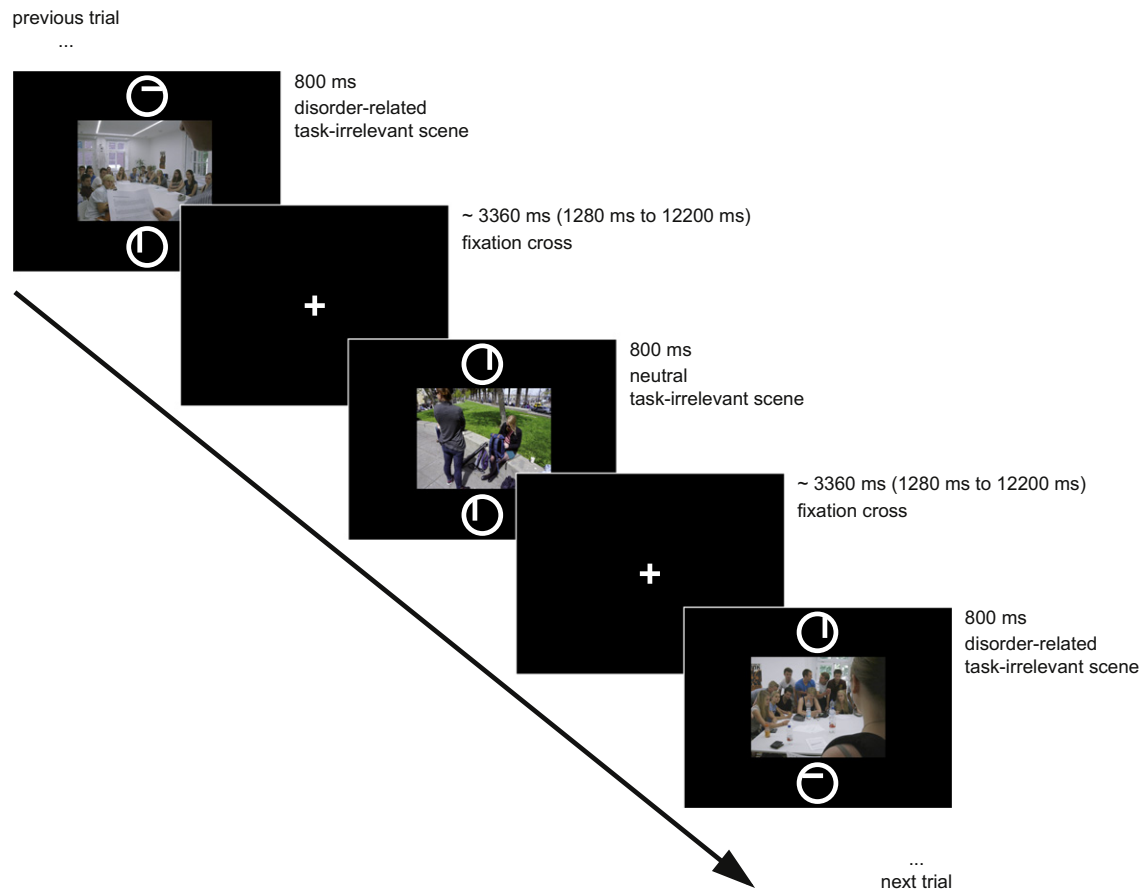 previous trial
...
800 ms
disorder-related
task-irrelevant scene
~ 3360 ms (1280 ms to 12200 ms)
fixation cross
800 ms
neutral
task-irrelevant scene
~ 3360 ms (1280 ms to 12200 ms)
fixation cross
800 ms
disorder-related
task-irrelevant scene
...
next trial